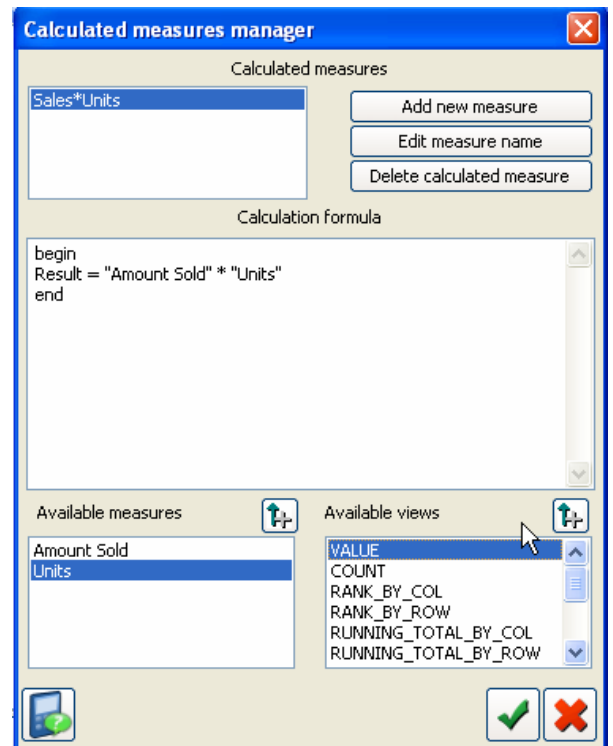 Calculated measures manager
Calculated measures
Sales*Units
Add new measure
Edit measure name
Delete calculated measure
Calculation formula
begin
Result = "Amount Sold" * "Units"
end
Available measures
Available views
Amount Sold
Units
VALUE
COUNT
RANK_BY_COL
RANK_BY_ROW
RUNNING_TOTAL_BY_COL
RUNNING_TOTAL_BY_ROW
?